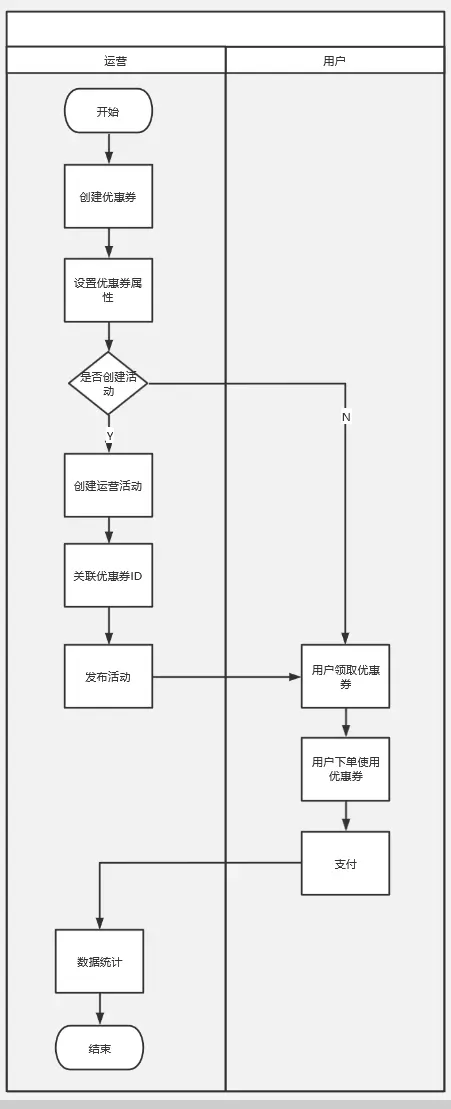 运营
用户
开始
创建优惠券
设置优惠券属
性
是否创建活
动
N
Y
创建运营活动
关联优惠券ID
发布活动
用户领取优惠
券
用户下单使用
优惠券
支付
数据统计
结束